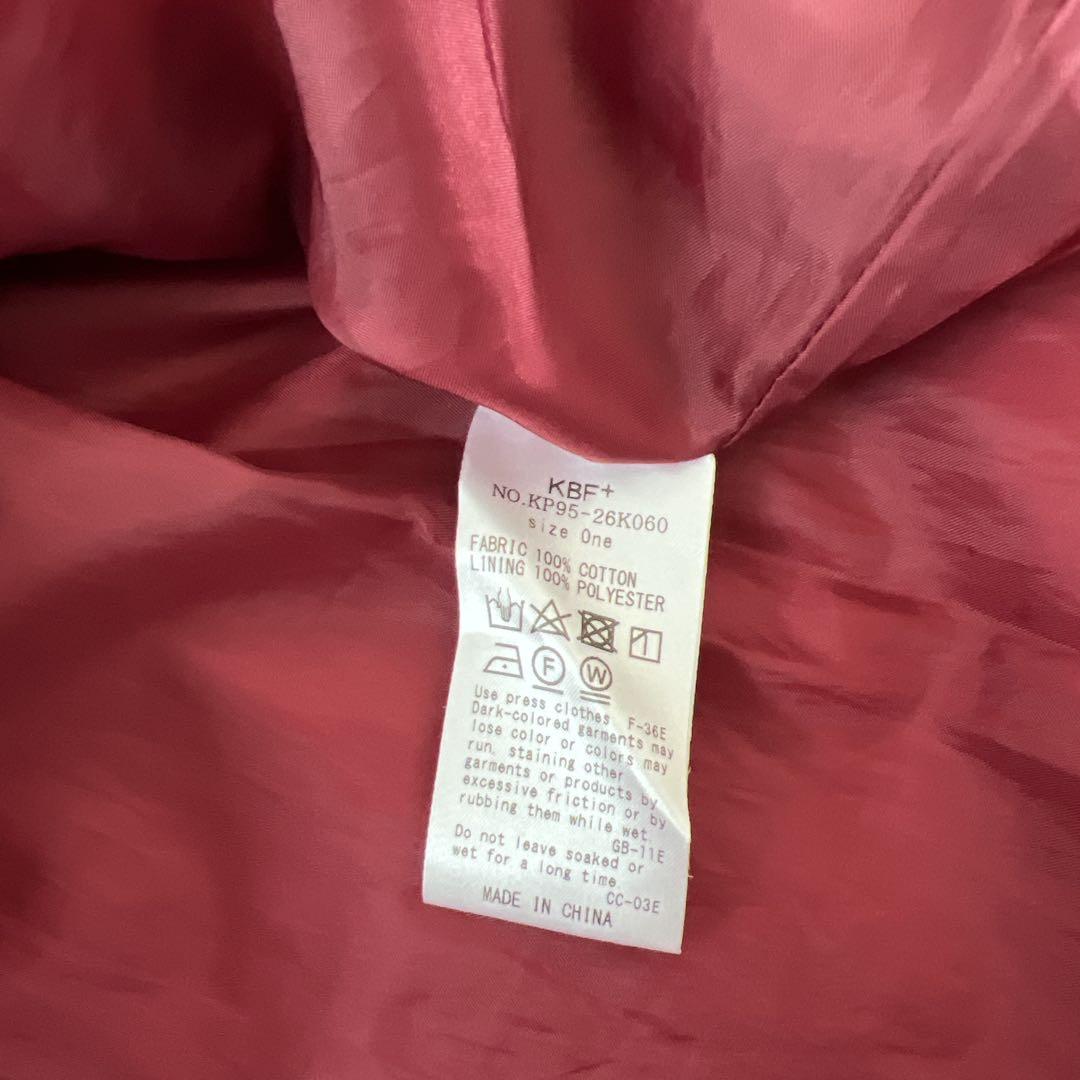 KBF+
NO.KP95-26K060
size One
FABRIC 100% COTTON
LINING 100% POLYESTER
F W
Use press clothes F-36E
Dark-colored garments may
lose color or colors may
run, staining other
garments or products by
excessive friction or by
rubbing them while wet.
GB-11E
Do not leave soaked or
wet for a long time.
CC-03E
MADE IN CHINA